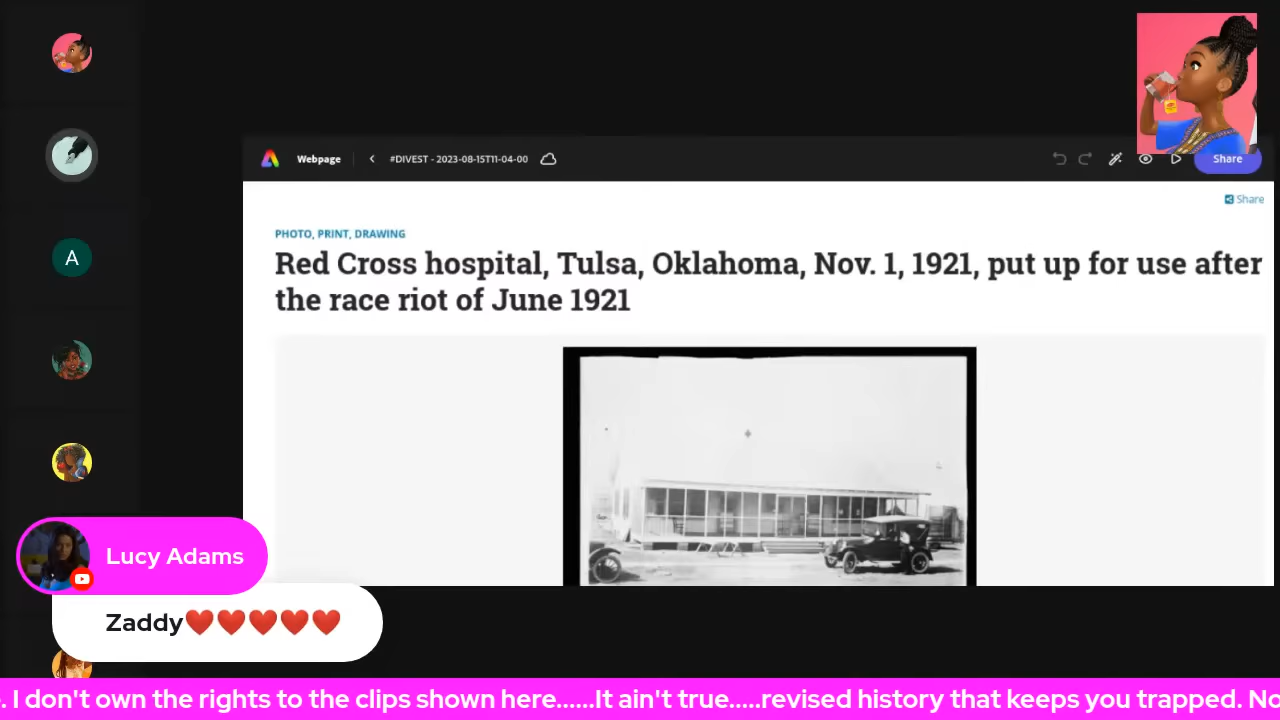 Webpage
#DIVEST - 2023-08-15T11-04-00
Share
Share
PHOTO, PRINT, DRAWING
Red Cross hospital, Tulsa, Oklahoma, Nov. 1, 1921, put up for use after
the race riot of June 1921
A
Lucy Adams
Zaddy❤️❤️❤️❤️❤️
. I don't own the rights to the clips shown here......It ain't true.....revised history that keeps you trapped. No